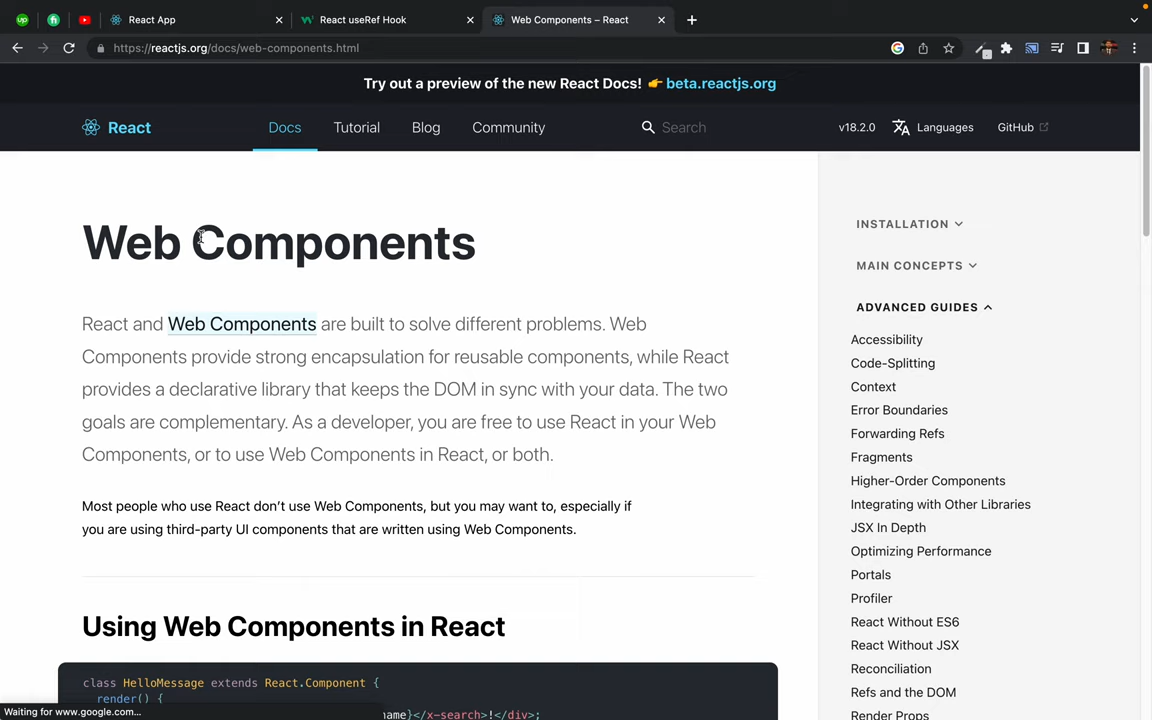 React App
React useRef Hook
Web Components – React
https://reactjs.org/docs/web-components.html
Try out a preview of the new React Docs! 👉 beta.reactjs.org
React
Docs
Tutorial
Blog
Community
Search
v18.2.0
Languages
GitHub
Web Components
React and Web Components are built to solve different problems. Web
Components provide strong encapsulation for reusable components, while React
provides a declarative library that keeps the DOM in sync with your data. The two
goals are complementary. As a developer, you are free to use React in your Web
Components, or to use Web Components in React, or both.
Most people who use React don’t use Web Components, but you may want to, especially if
you are using third-party UI components that are written using Web Components.
Using Web Components in React
class HelloMessage extends React.Component {
render() {
name}</x-search>!</div>;
INSTALLATION
MAIN CONCEPTS
ADVANCED GUIDES
Accessibility
Code-Splitting
Context
Error Boundaries
Forwarding Refs
Fragments
Higher-Order Components
Integrating with Other Libraries
JSX In Depth
Optimizing Performance
Portals
Profiler
React Without ES6
React Without JSX
Reconciliation
Refs and the DOM
Render Props
Waiting for www.google.com...